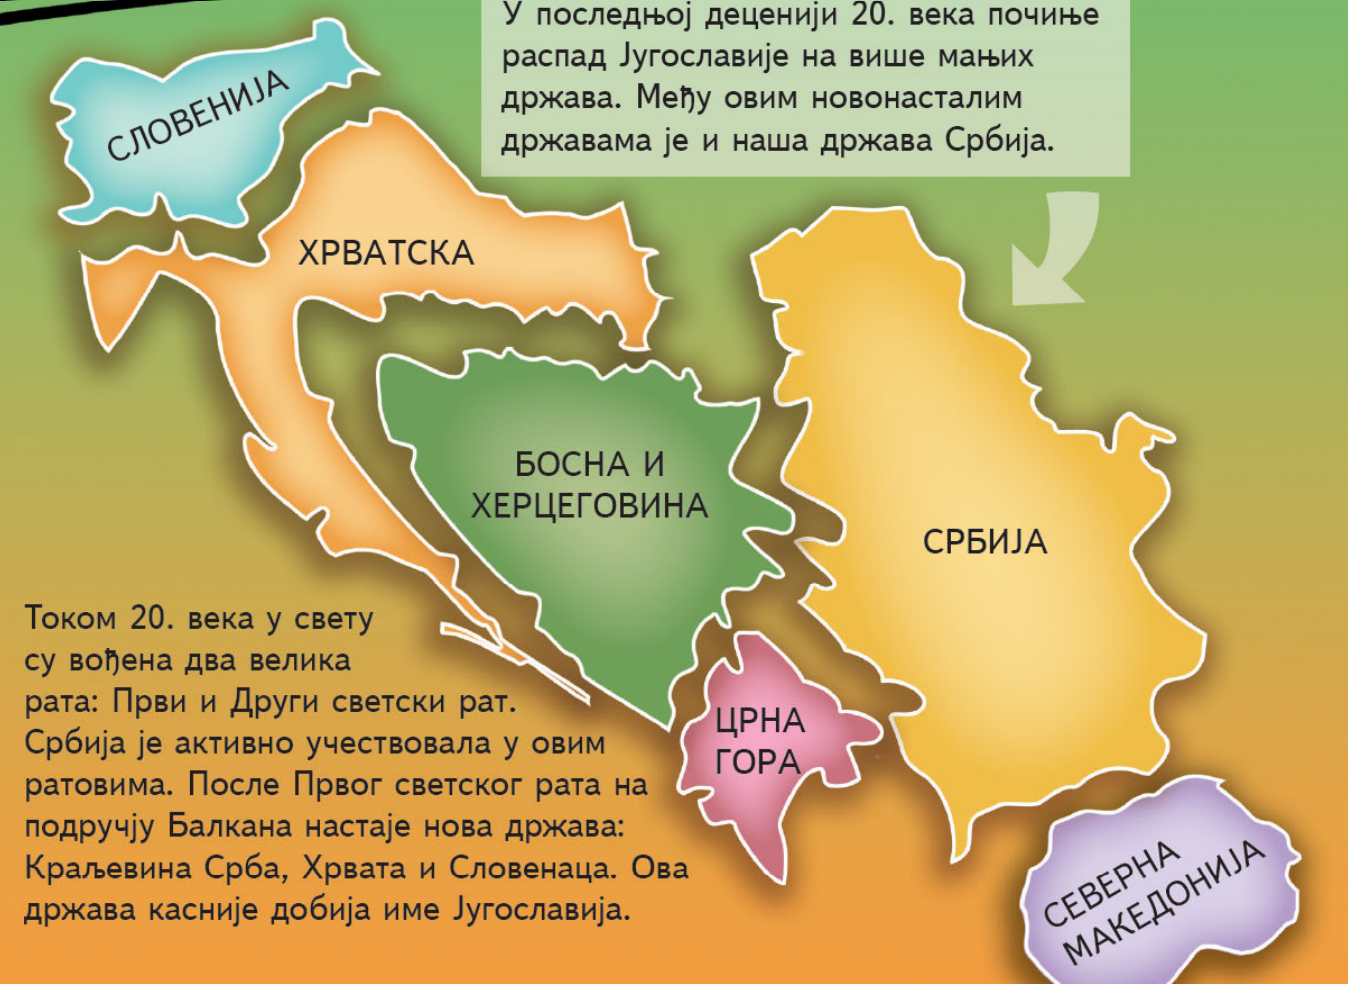 У последњој деценији 20. века почиње
распад Југославије на више мањих
држава. Међу овим новонасталим
државама је и наша држава Србија.
СЛОВЕНИЈА
ХРВАТСКА
БОСНА И
ХЕРЦЕГОВИНА
СРБИЈА
Током 20. века у свету
су вођена два велика
рата: Први и Други светски рат.
Србија је активно учествовала у овим
ратовима. После Првог светског рата на
подручју Балкана настаје нова држава:
Краљевина Срба, Хрвата и Словенаца. Ова
држава касније добија име Југославија.
ЦРНА
ГОРА
СЕВЕРНА
МАКЕДОНИЈА